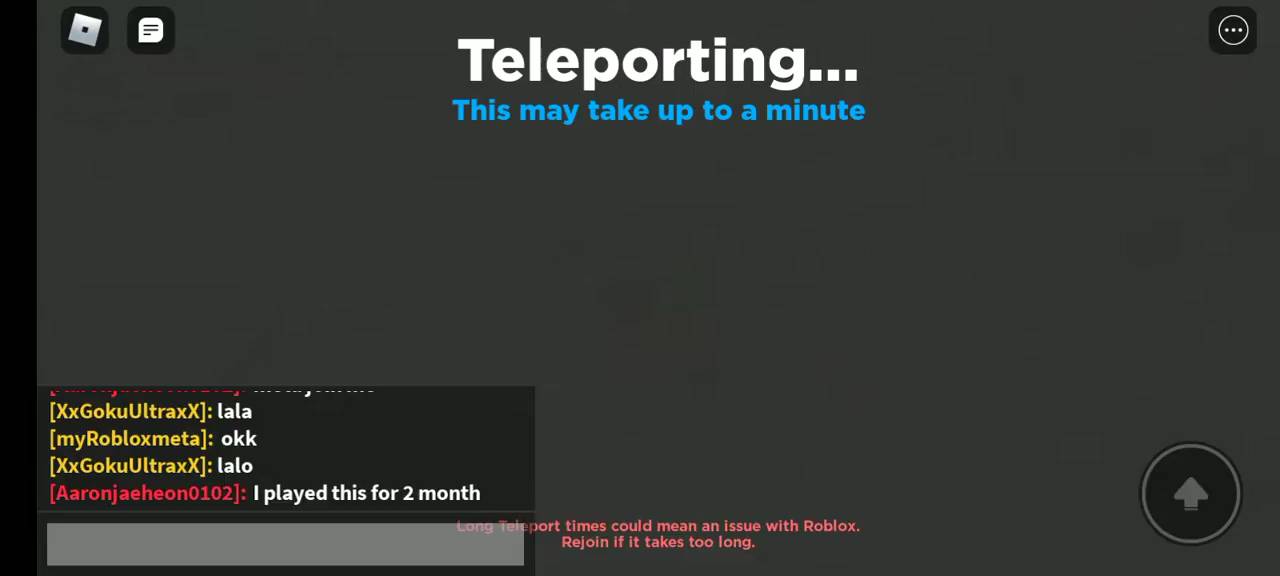 Teleporting...
This may take up to a minute
[XxGokuUltraxX]: lala
[myRobloxmeta]: okk
[XxGokuUltraxX]: lalo
[Aaronjaeheon0102]: I played this for 2 month
Long Teleport times could mean an issue with Roblox.
Rejoin if it takes too long.